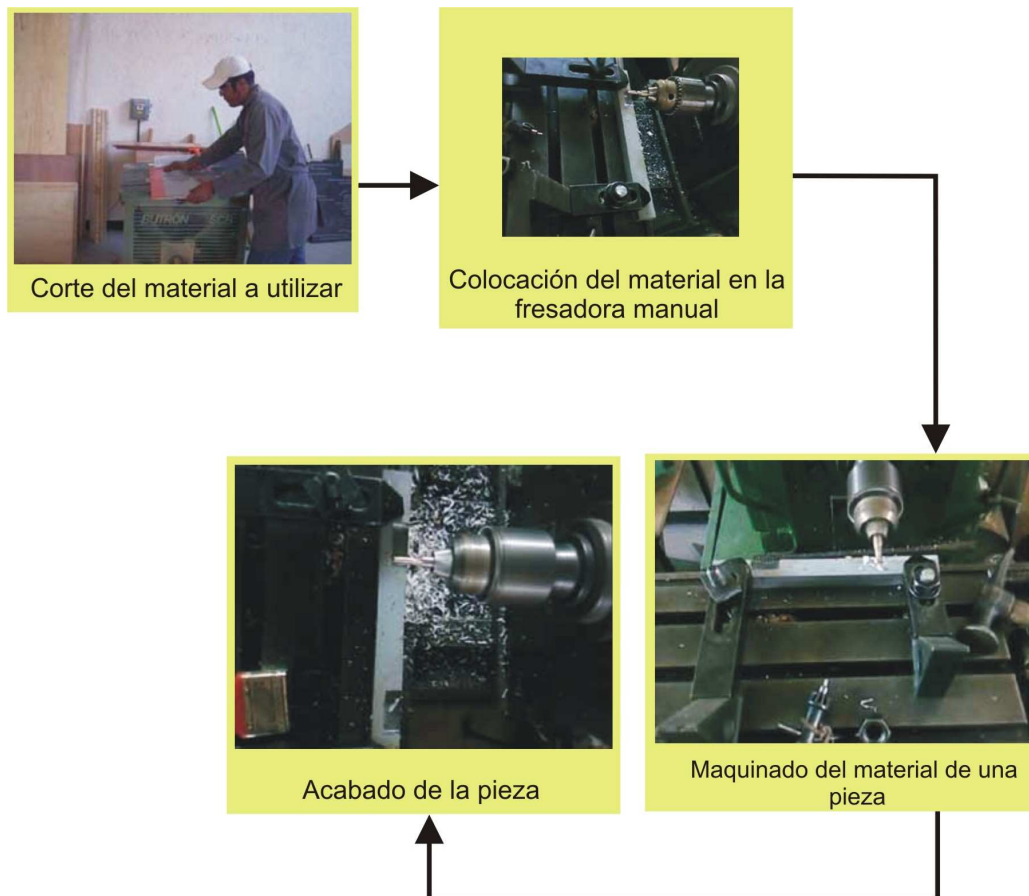 BUTRÓN
Corte del material a utilizar
Colocación del material en la
fresadora manual
Maquinado del material de una
pieza
Acabado de la pieza